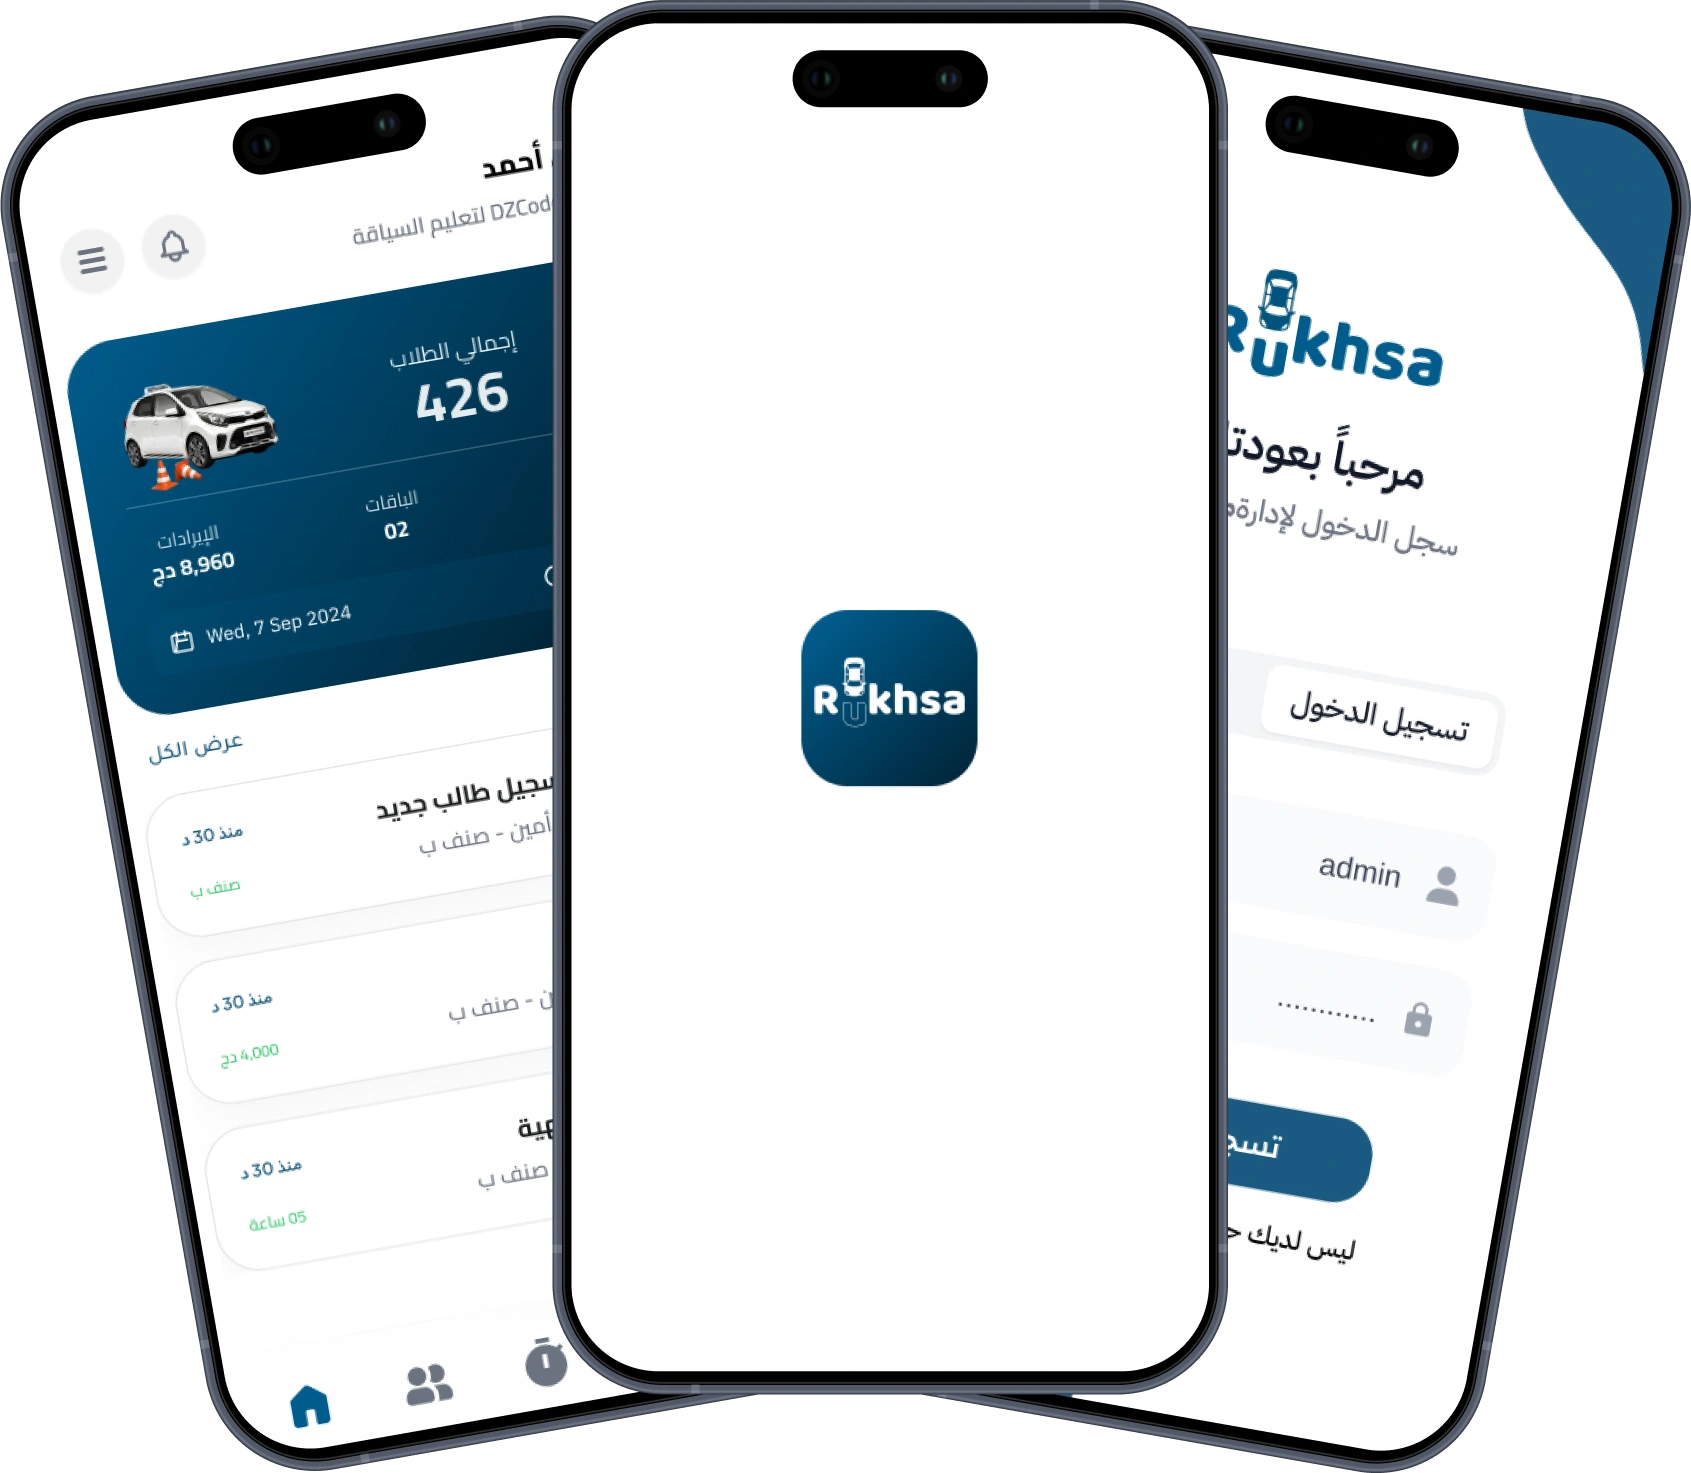 أحمد
DZCode لتعليم السياقة
إجمالي الطلاب
426
الباقات
02
الإيرادات
8,960 دج
Wed, 7 Sep 2024
عرض الكل
طالب جديد
منذ 30 د
أمين - صنف ب
صنف ب
منذ 30 د
- صنف ب
4,000 دج
منذ 30 د
صنف ب
05 ساعة
Rukhsa
Rukhsa
مرحباً
سجل الدخول لإدارة
تسجيل الدخول
admin
............
ليس لديك